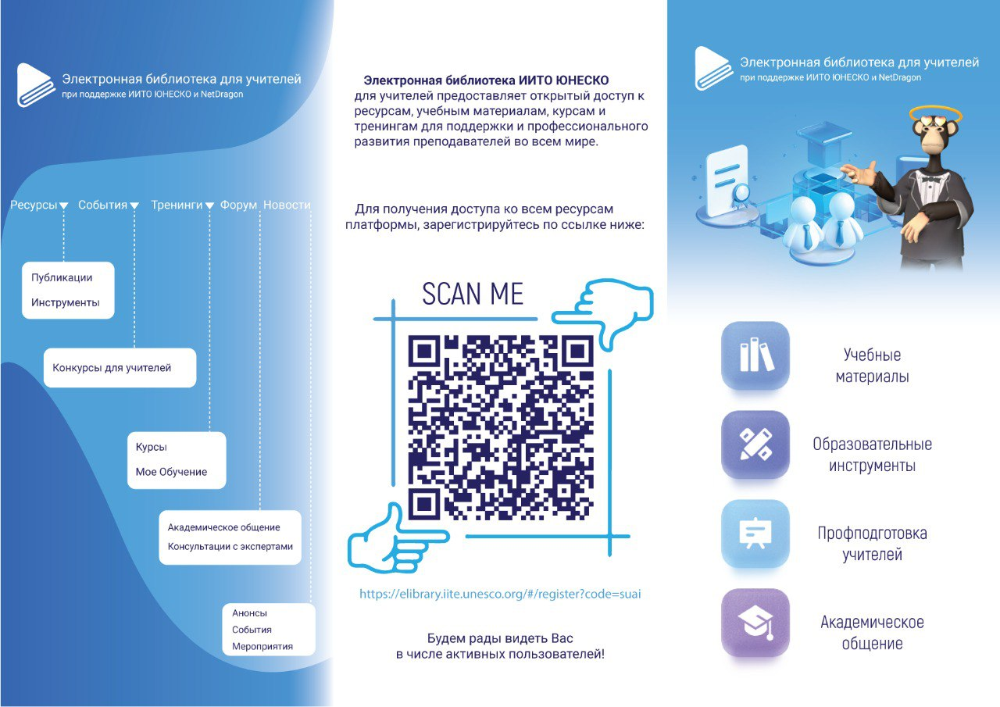 Электронная библиотека для учителей
при поддержке ИИТО ЮНЕСКО и NetDragon
Ресурсы События Тренинги Форум Новости
Публикации
Инструменты
Конкурсы для учителей
Курсы
Мое Обучение
Академическое общение
Консультации с экспертами
Анонсы
События
Мероприятия
Электронная библиотека ИИТО ЮНЕСКО
для учителей предоставляет открытый доступ к
ресурсам, учебным материалам, курсам и
тренингам для поддержки и профессионального
развития преподавателей во всем мире.
Для получения доступа ко всем ресурсам
платформы, зарегистрируйтесь по ссылке ниже:
SCAN ME
https://elibrary.iite.unesco.org/#/register?code=suai
Будем рады видеть Вас
в числе активных пользователей!
Электронная библиотека для учителей
при поддержке ИИТО ЮНЕСКО и NetDragon
Учебные
материалы
Образовательные
инструменты
Профподготовка
учителей
Академическое
общение